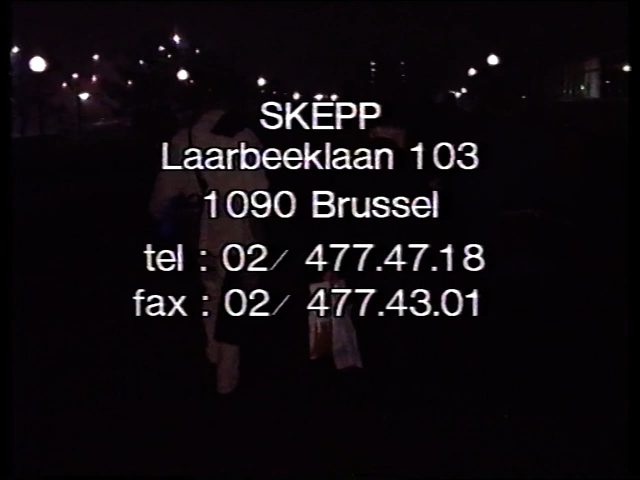 SKEPP
Laarbeeklaan 103
1090 Brussel
tel : 02/ 477.47.18
fax : 02/ 477.43.01